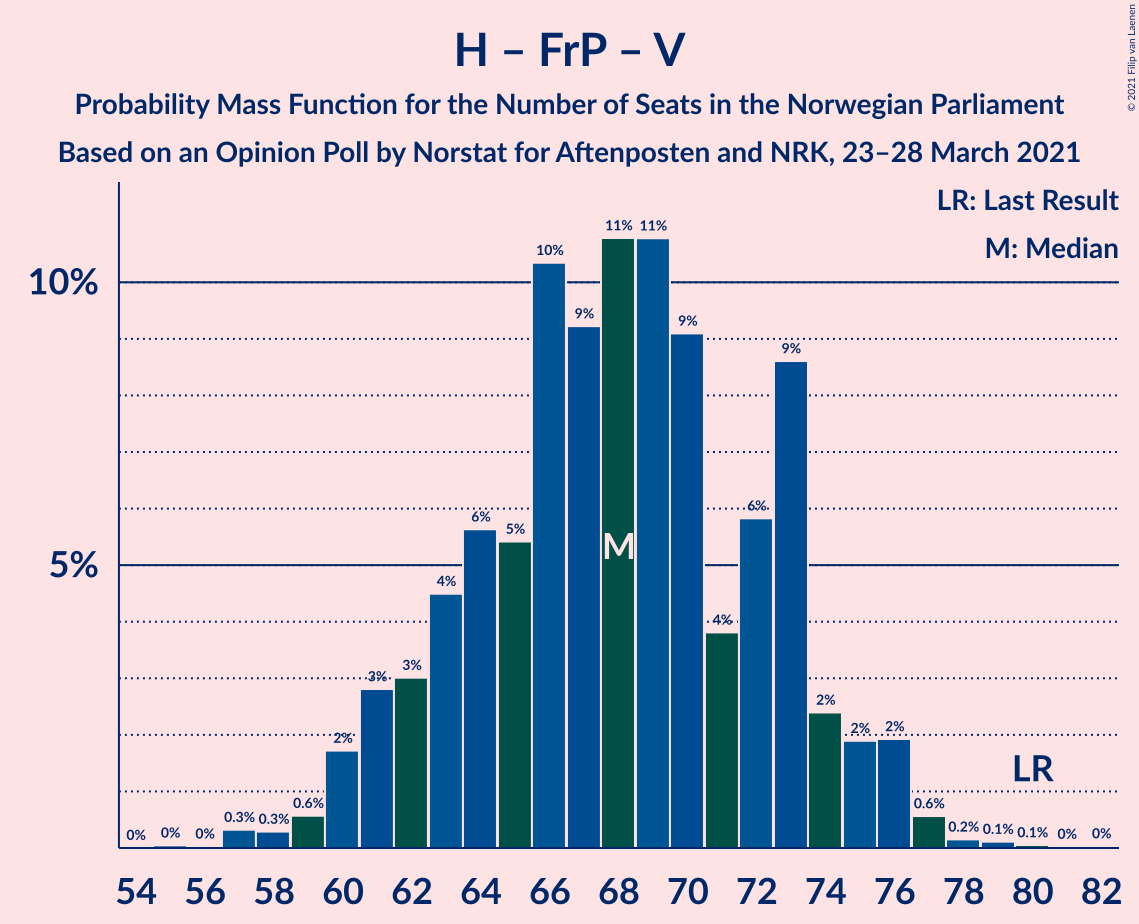 © 2021 Filip van Laenen
H – FrP – V
Probability Mass Function for the Number of Seats in the Norwegian Parliament
Based on an Opinion Poll by Norstat for Aftenposten and NRK, 23–28 March 2021
LR: Last Result
M: Median
10%
5%
0% 0% 0% 0.3% 0.3% 0.6% 2% 3% 3% 4% 6% 5% 10% 9% 11% 11% 9% 4% 6% 9% 2% 2% 2% 0.6% 0.2% 0.1% 0.1% 0% 0%
M
LR
54 56 58 60 62 64 66 68 70 72 74 76 78 80 82